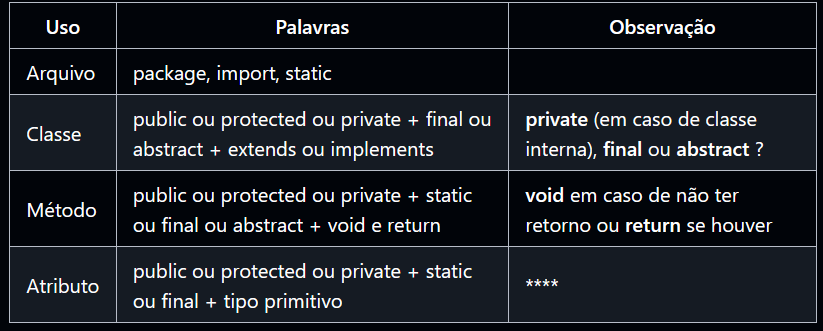 Uso Palavras Observação
Arquivo package, import, static
Classe public ou protected ou private + final ou
abstract + extends ou implements
private (em caso de classe
interna), final ou abstract ?
Método public ou protected ou private + static
ou final ou abstract + void e return
void em caso de não ter
retorno ou return se houver
Atributo public ou protected ou private + static
ou final + tipo primitivo
****